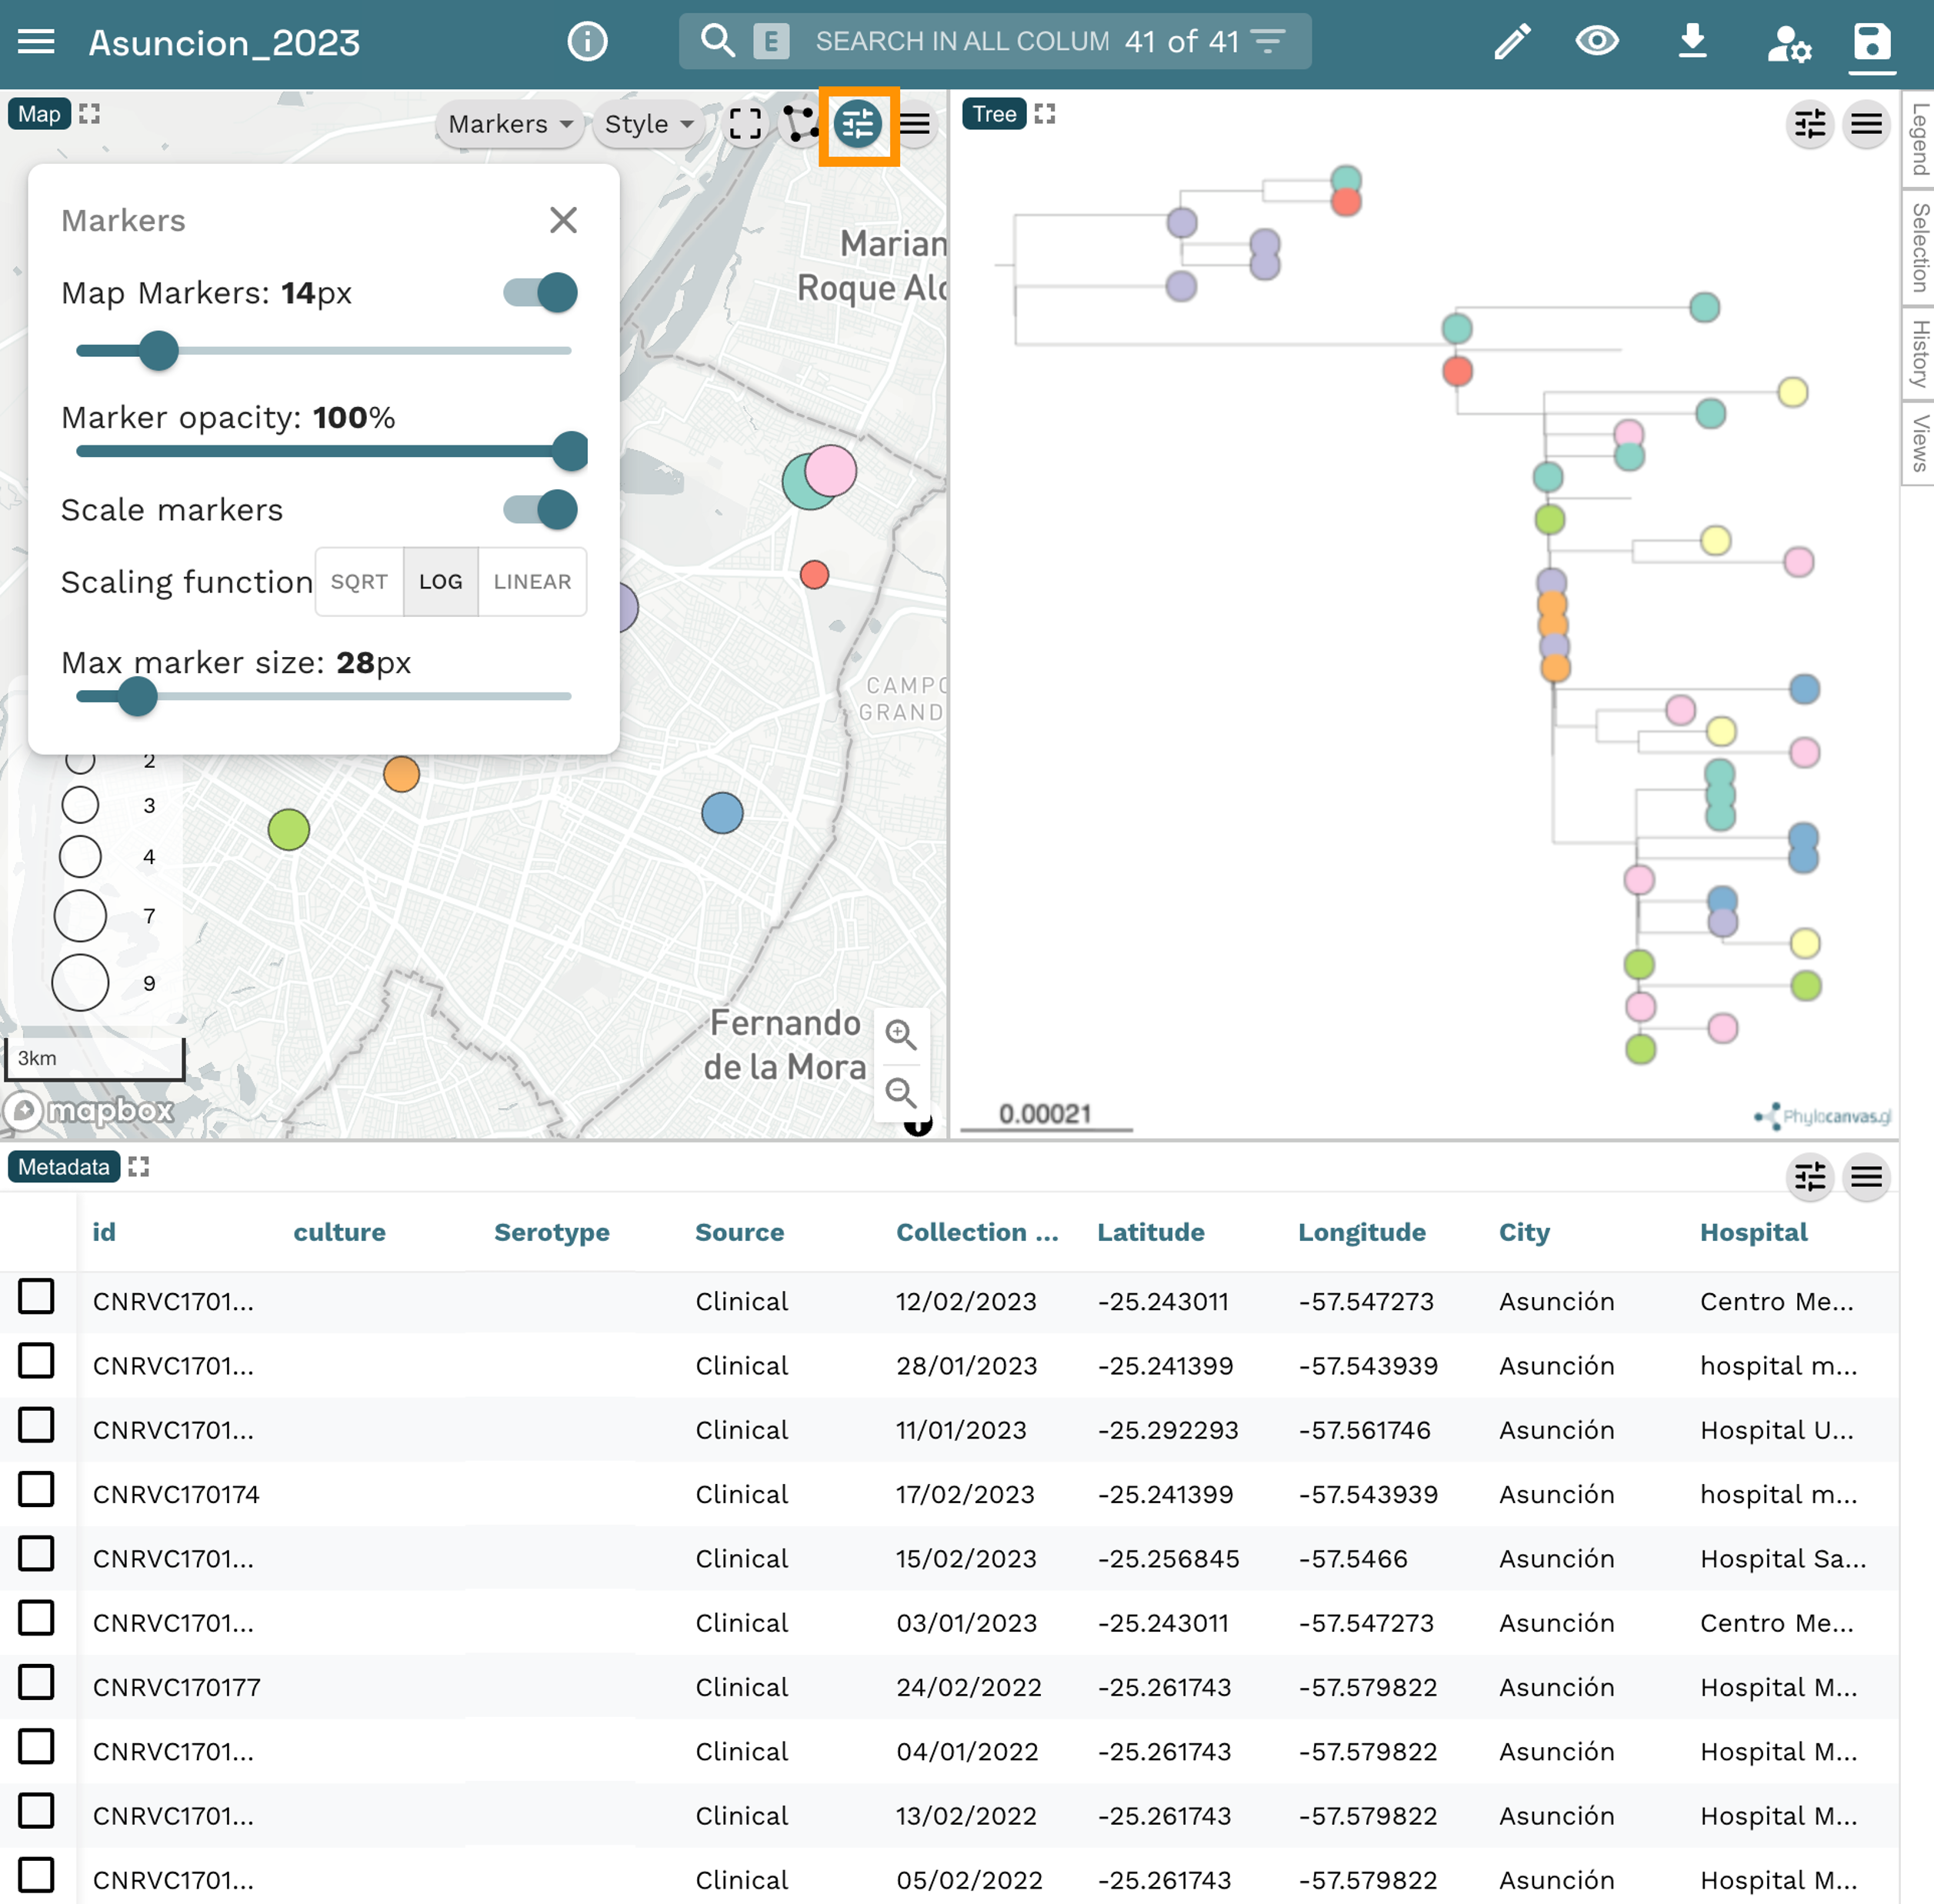 Asuncion_2023
E SEARCH IN ALL COLUM 41 of 41
Map
Markers Style
Markers
Map Markers: 14px
Marker opacity: 100%
Scale markers
Scaling function SQRT LOG LINEAR
Max marker size: 28px
Marian
Roque Alo
CAMPO
GRAND
2
3
4
7
9
3km
mapbox
Fernando
de la Mora
Tree
0.00021
Phylocanvas.gl
Legend
Selection
History
Views
Metadata
id culture Serotype Source Collection ... Latitude Longitude City Hospital
CNRVC1701... Clinical 12/02/2023 -25.243011 -57.547273 Asunción Centro Me...
CNRVC1701... Clinical 28/01/2023 -25.241399 -57.543939 Asunción hospital m...
CNRVC1701... Clinical 11/01/2023 -25.292293 -57.561746 Asunción Hospital U...
CNRVC170174 Clinical 17/02/2023 -25.241399 -57.543939 Asunción hospital m...
CNRVC1701... Clinical 15/02/2023 -25.256845 -57.5466 Asunción Hospital Sa...
CNRVC1701... Clinical 03/01/2023 -25.243011 -57.547273 Asunción Centro Me...
CNRVC170177 Clinical 24/02/2022 -25.261743 -57.579822 Asunción Hospital M...
CNRVC1701... Clinical 04/01/2022 -25.261743 -57.579822 Asunción Hospital M...
CNRVC1701... Clinical 13/02/2022 -25.261743 -57.579822 Asunción Hospital M...
CNRVC1701... Clinical 05/02/2022 -25.261743 -57.579822 Asunción Hospital M...